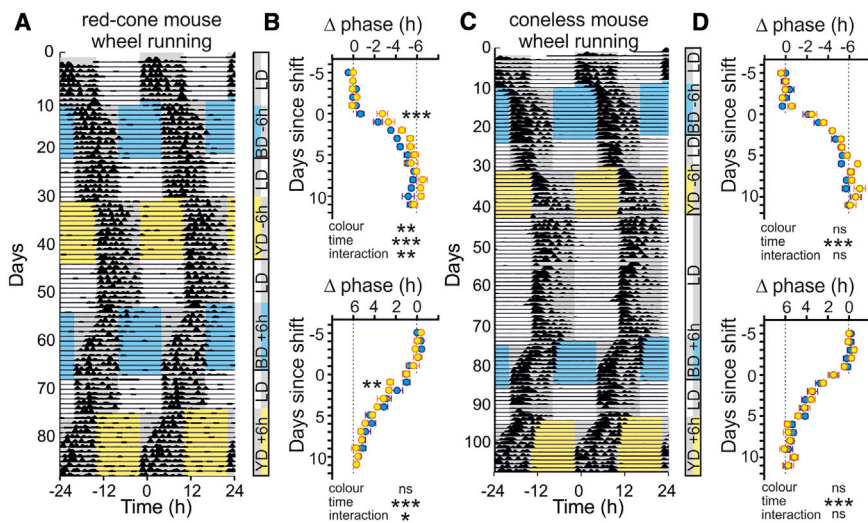 A
red-cone mouse
wheel running
0
10
20
30
40
50
60
70
80
Days
-24
-12
0
12
24
Time (h)
LD
BD -6h
LD
YD -6h
LD
BD +6h
LD
YD +6h
B
Δ phase (h)
0 -2 -4 -6
-5
0
5
10
Days since shift
***
colour **
time ***
interaction **
Δ phase (h)
6 4 2 0
-5
0
5
10
Days since shift
**
colour ns
time ***
interaction *
C
coneless mouse
wheel running
0
10
20
30
40
50
60
70
80
90
100
Days
-24
-12
0
12
24
Time (h)
LD
BD -6h
LD
YD -6h
LD
LD
BD +6h
LD
YD +6h
D
Δ phase (h)
0 -2 -4 -6
-5
0
5
10
Days since shift
colour ns
time ***
interaction ns
Δ phase (h)
6 4 2 0
-5
0
5
10
Days since shift
colour ns
time ***
interaction ns